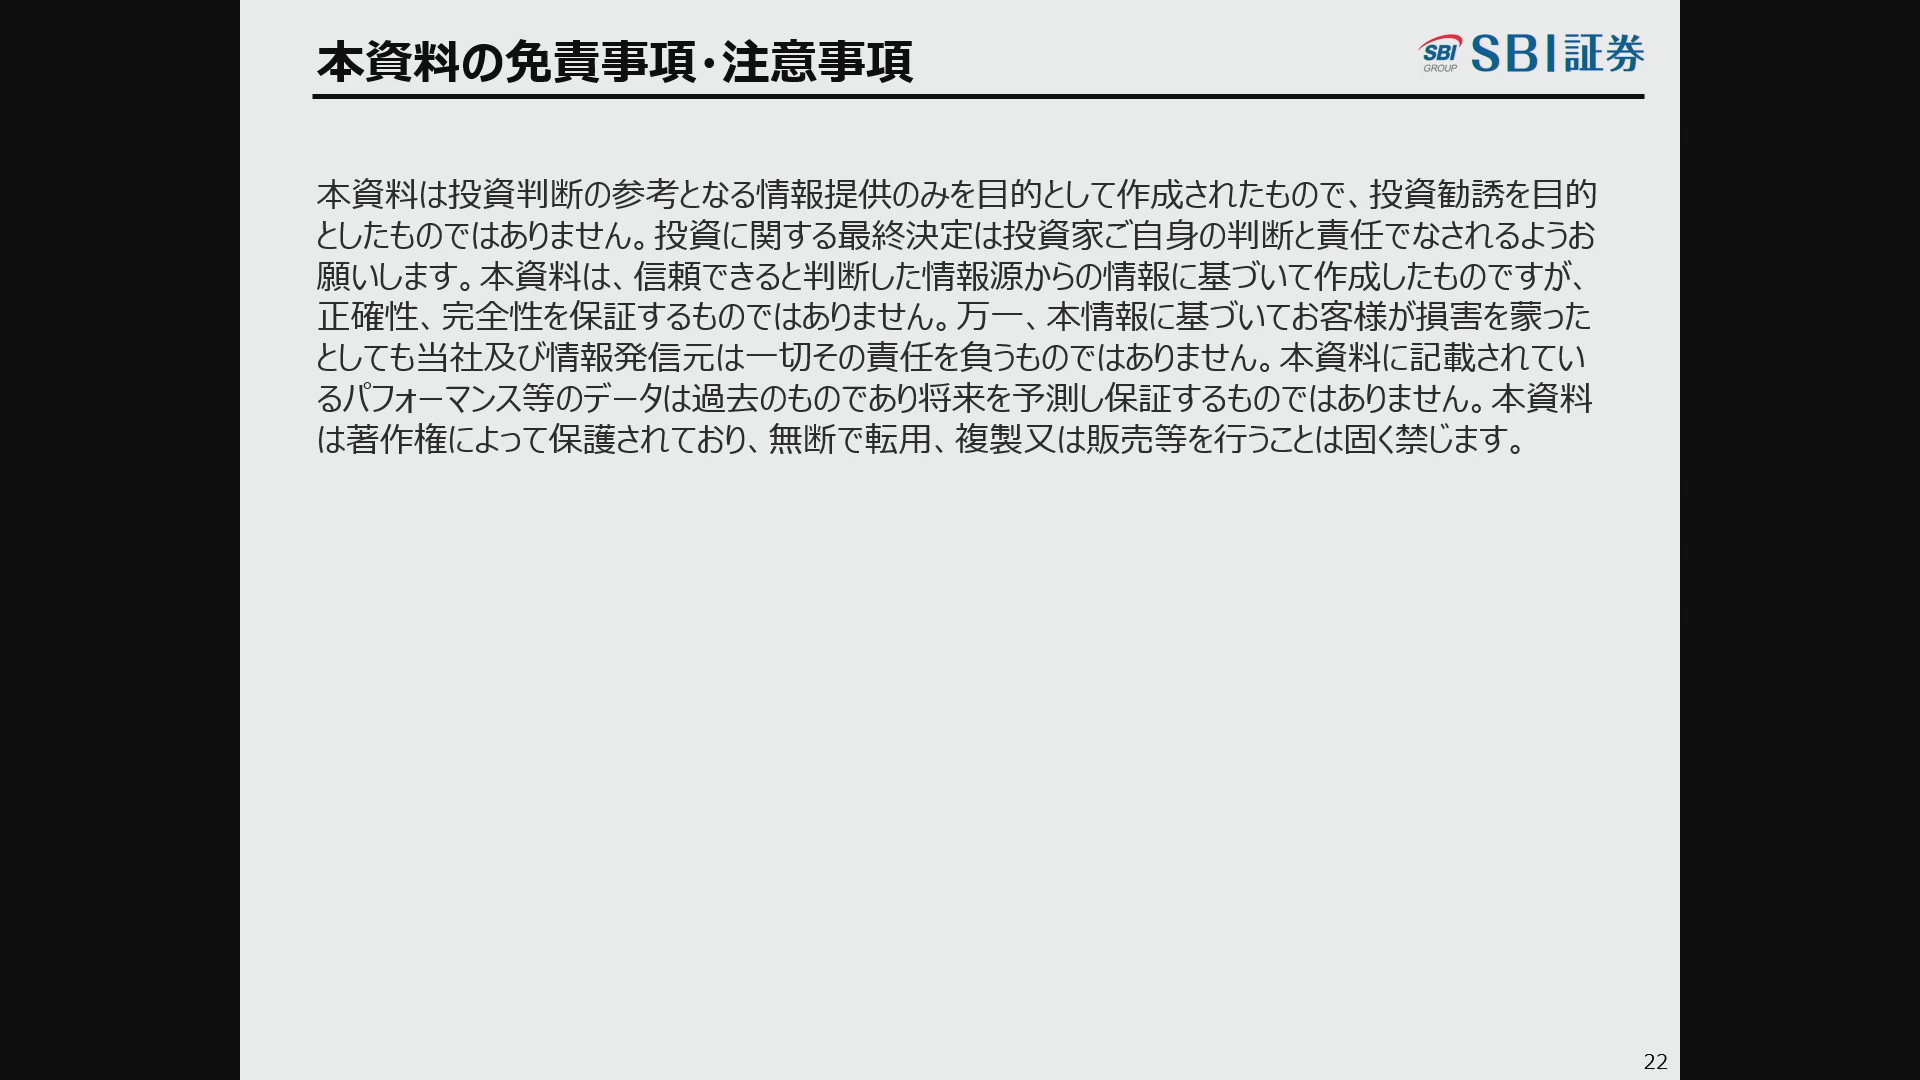 本資料の免責事項･注意事項
SBI GROUP SBI証券
本資料は投資判断の参考となる情報提供のみを目的として作成されたもので、投資勧誘を目的
としたものではありません。投資に関する最終決定は投資家ご自身の判断と責任でなされるようお
願いします。本資料は、信頼できると判断した情報源からの情報に基づいて作成したものですが、
正確性、完全性を保証するものではありません。万一、本情報に基づいてお客様が損害を蒙った
としても当社及び情報発信元は一切その責任を負うものではありません。本資料に記載されてい
るパフォーマンス等のデータは過去のものであり将来を予測し保証するものではありません。本資料
は著作権によって保護されており、無断で転用、複製又は販売等を行うことは固く禁じます。
22